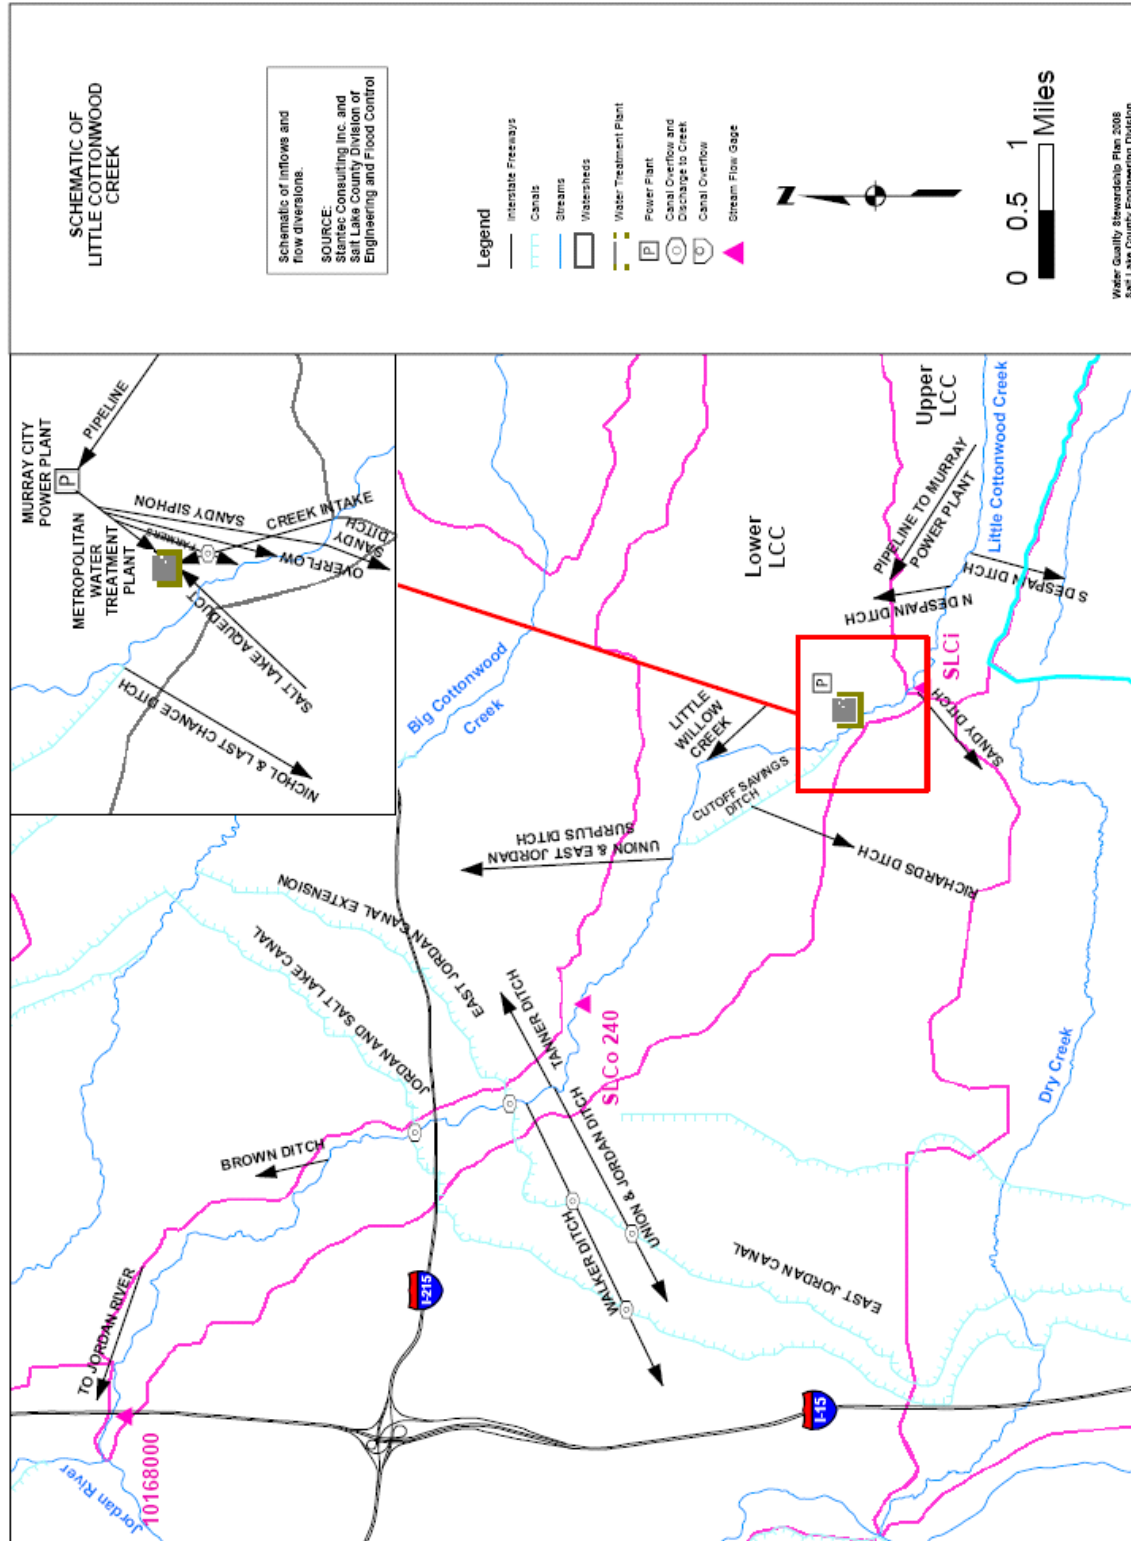 SCHEMATIC OF
LITTLE COTTONWOOD
CREEK
Schematic of Inflows and
flow diversions.
SOURCE:
Stantec Consulting Inc. and
Salt Lake County Division of
Engineering and Flood Control
Legend
Interstate Freeways
Canals
Streams
Watersheds
Water Treatment Plant
P
Power Plant
Canal Overflow and
Discharge to Creek
Canal Overflow
Stream Flow Gage
N
0 0.5 1
Miles
Water Quality Stewardship Plan 2008
Salt Lake County Engineering Division
MURRAY CITY
POWER PLANT
PIPELINE
P
METROPOLITAN
WATER
TREATMENT
PLANT
SANDY SIPHON
CREEK INTAKE
FARMERS
SANDY
DITCH
OVERFLOW
SALT LAKE AQUEDUCT
NICHOL & LAST CHANCE DITCH
Big Cottonwood
Creek
Lower
LCC
Upper
LCC
Little Cottonwood Creek
PIPELINE TO MURRAY
POWER PLANT
S DESPAIN DITCH
N DESPAIN DITCH
P
SLCi
SANDY DITCH
LITTLE
WILLOW
CREEK
CUTOFF SAVINGS
DITCH
RICHARDS DITCH
UNION & EAST JORDAN
SURPLUS DITCH
EAST JORDAN CANAL EXTENSION
JORDAN AND SALT LAKE CANAL
TANNER DITCH
SLCo 240
UNION & JORDAN DITCH
WALKER DITCH
BROWN DITCH
EAST JORDAN CANAL
Dry Creek
I-215
I-15
TO JORDAN RIVER
10168000
Jordan River